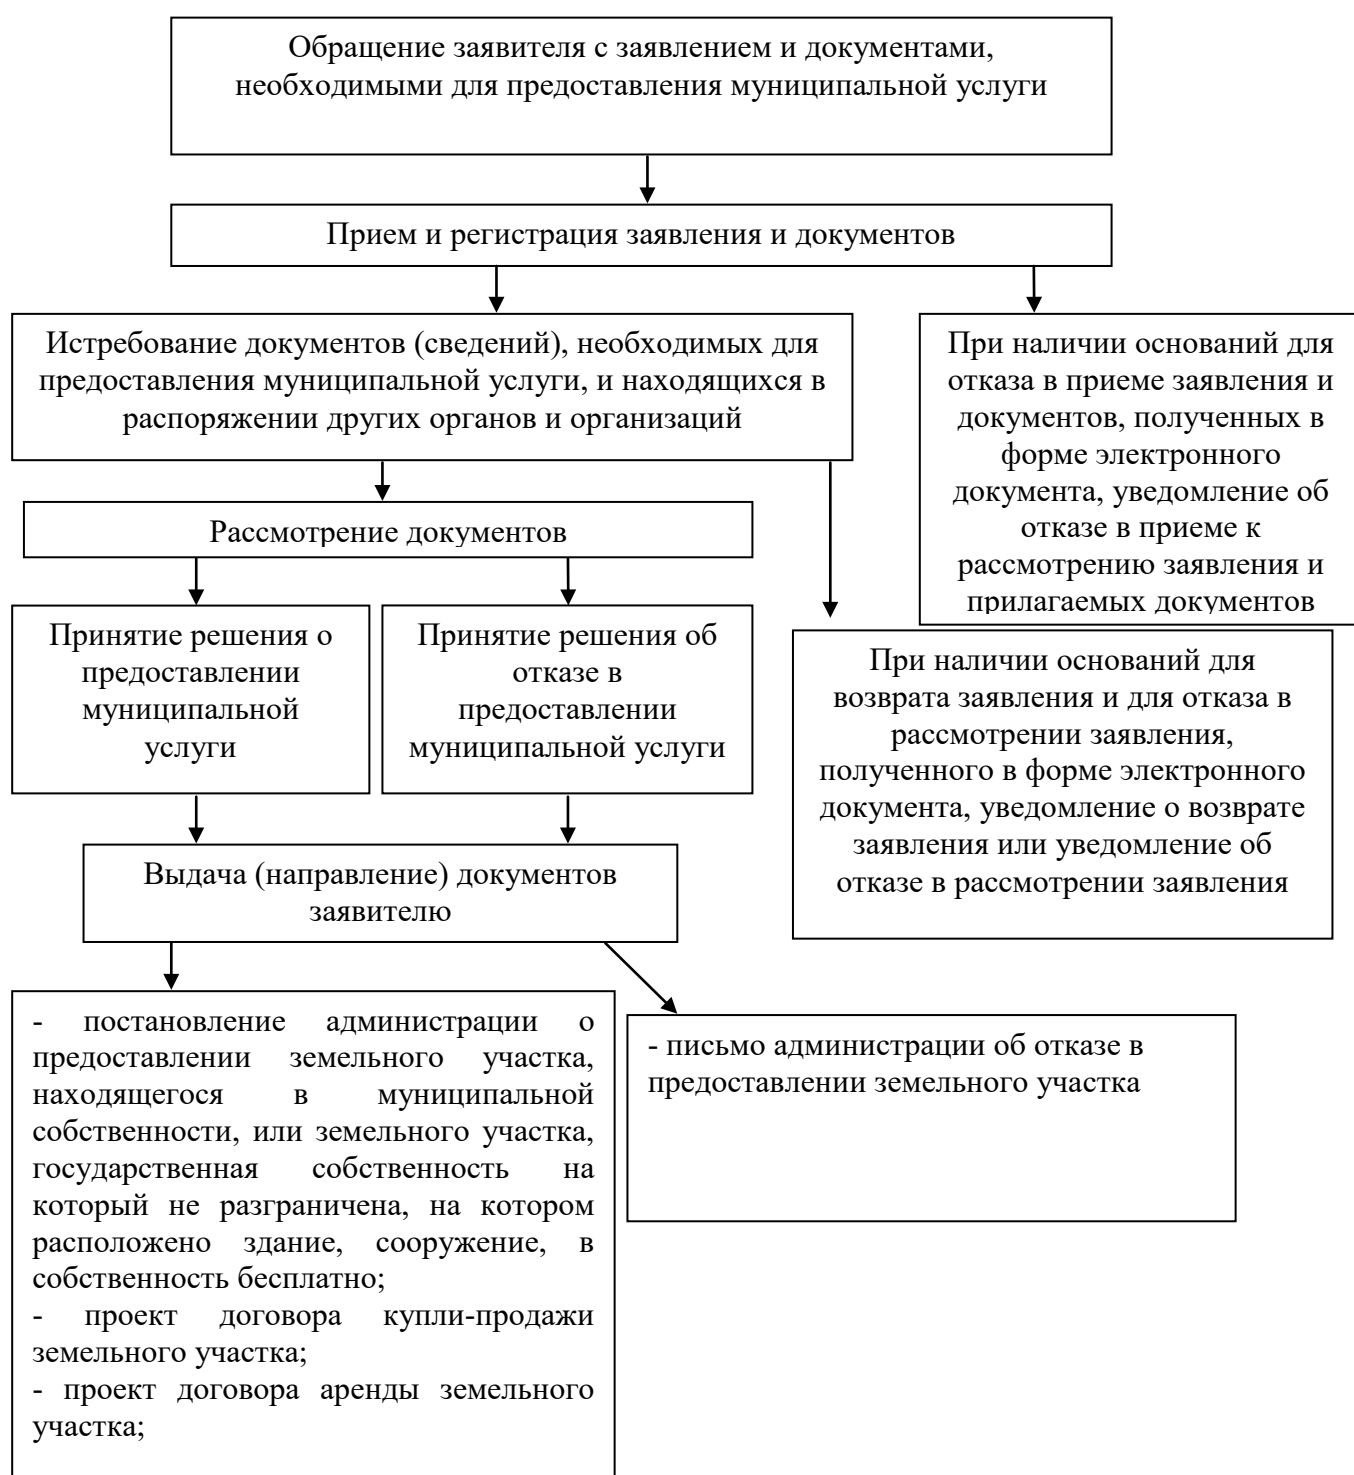 Обращение заявителя с заявлением и документами,
необходимыми для предоставления муниципальной услуги
Прием и регистрация заявления и документов
Истребование документов (сведений), необходимых для
предоставления муниципальной услуги, и находящихся в
распоряжении других органов и организаций
При наличии оснований для
отказа в приеме заявления и
документов, полученных в
форме электронного
документа, уведомление об
отказе в приеме к
рассмотрению заявления и
прилагаемых документов
Рассмотрение документов
Принятие решения о
предоставлении
муниципальной
услуги
Принятие решения об
отказе в
предоставлении
муниципальной услуги
При наличии оснований для
возврата заявления и для отказа в
рассмотрении заявления,
полученного в форме электронного
документа, уведомление о возврате
заявления или уведомление об
отказе в рассмотрении заявления
Выдача (направление) документов
заявителю
- постановление администрации о
предоставлении земельного участка,
находящегося в муниципальной
собственности, или земельного участка,
государственная собственность на
который не разграничена, на котором
расположено здание, сооружение, в
собственность бесплатно;
- проект договора купли-продажи
земельного участка;
- проект договора аренды земельного
участка;
- письмо администрации об отказе в
предоставлении земельного участка